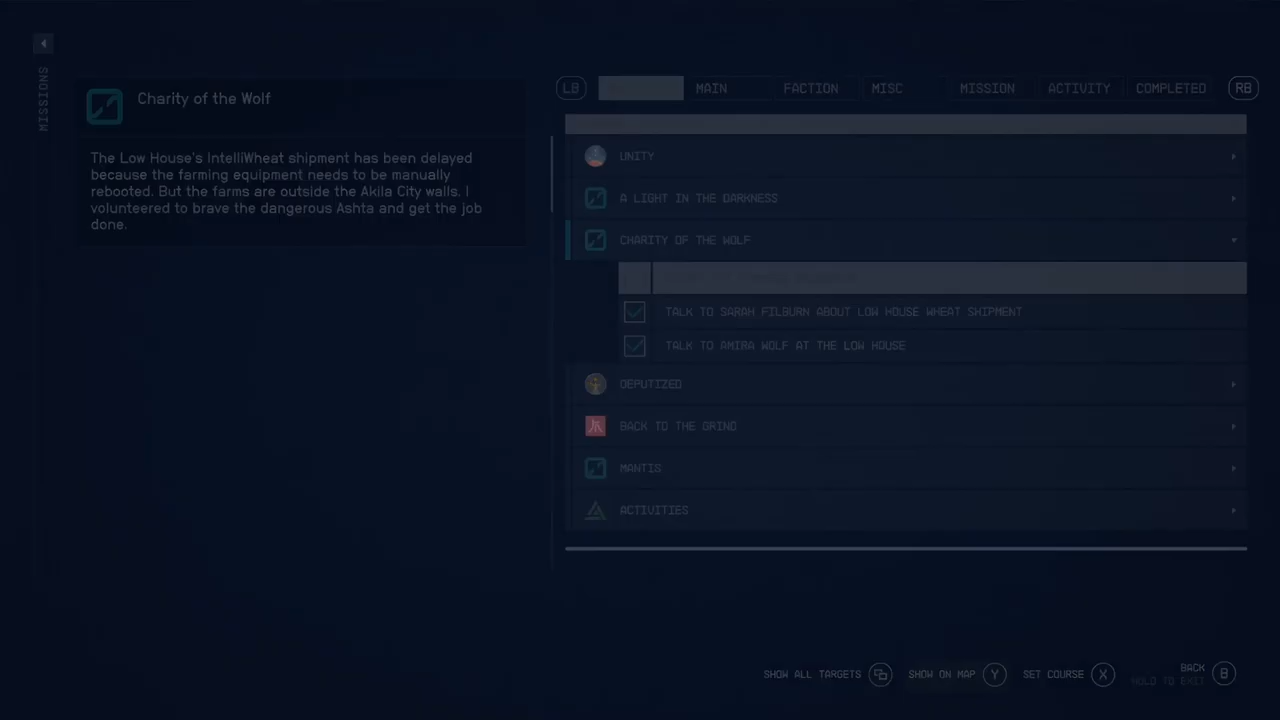 MISSIONS
Charity of the Wolf
The Low House's IntelliWheat shipment has been delayed
because the farming equipment needs to be manually
rebooted. But the farms are outside the Akila City walls. I
volunteered to brave the dangerous Ashta and get the job
done.
LB
MAIN
FACTION
MISC
MISSION
ACTIVITY
COMPLETED
RB
UNITY
A LIGHT IN THE DARKNESS
CHARITY OF THE WOLF
TALK TO SARAH FILBURN ABOUT LOW HOUSE WHEAT SHIPMENT
TALK TO AMIRA WOLF AT THE LOW HOUSE
DEPUTIZED
BACK TO THE GRIND
MANTIS
ACTIVITIES
SHOW ALL TARGETS
SHOW ON MAP Y
SET COURSE X
BACK B
HOLD TO EXIT